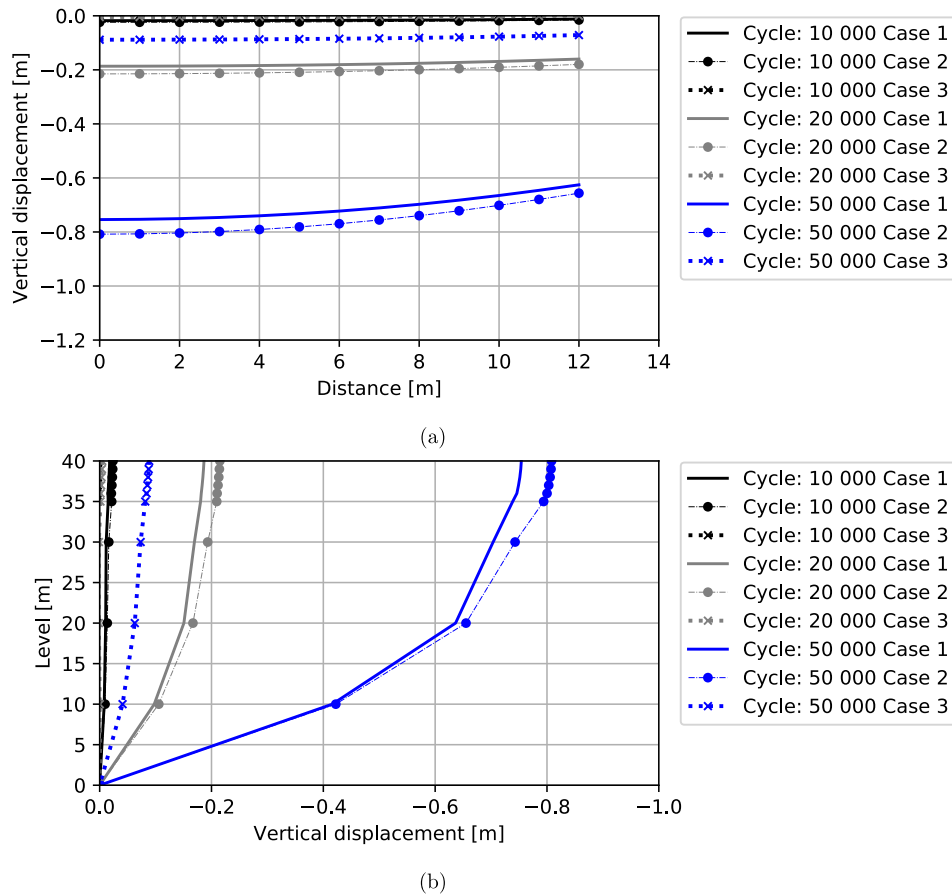 0.0
−0.2
−0.4
−0.6
−0.8
−1.0
−1.2
Vertical displacement [m]
0 2 4 6 8 10 12 14
Distance [m]
Cycle: 10 000 Case 1
Cycle: 10 000 Case 2
Cycle: 10 000 Case 3
Cycle: 20 000 Case 1
Cycle: 20 000 Case 2
Cycle: 20 000 Case 3
Cycle: 50 000 Case 1
Cycle: 50 000 Case 2
Cycle: 50 000 Case 3
(a)
40
35
30
25
20
15
10
5
0
Level [m]
0.0 −0.2 −0.4 −0.6 −0.8 −1.0
Vertical displacement [m]
Cycle: 10 000 Case 1
Cycle: 10 000 Case 2
Cycle: 10 000 Case 3
Cycle: 20 000 Case 1
Cycle: 20 000 Case 2
Cycle: 20 000 Case 3
Cycle: 50 000 Case 1
Cycle: 50 000 Case 2
Cycle: 50 000 Case 3
(b)